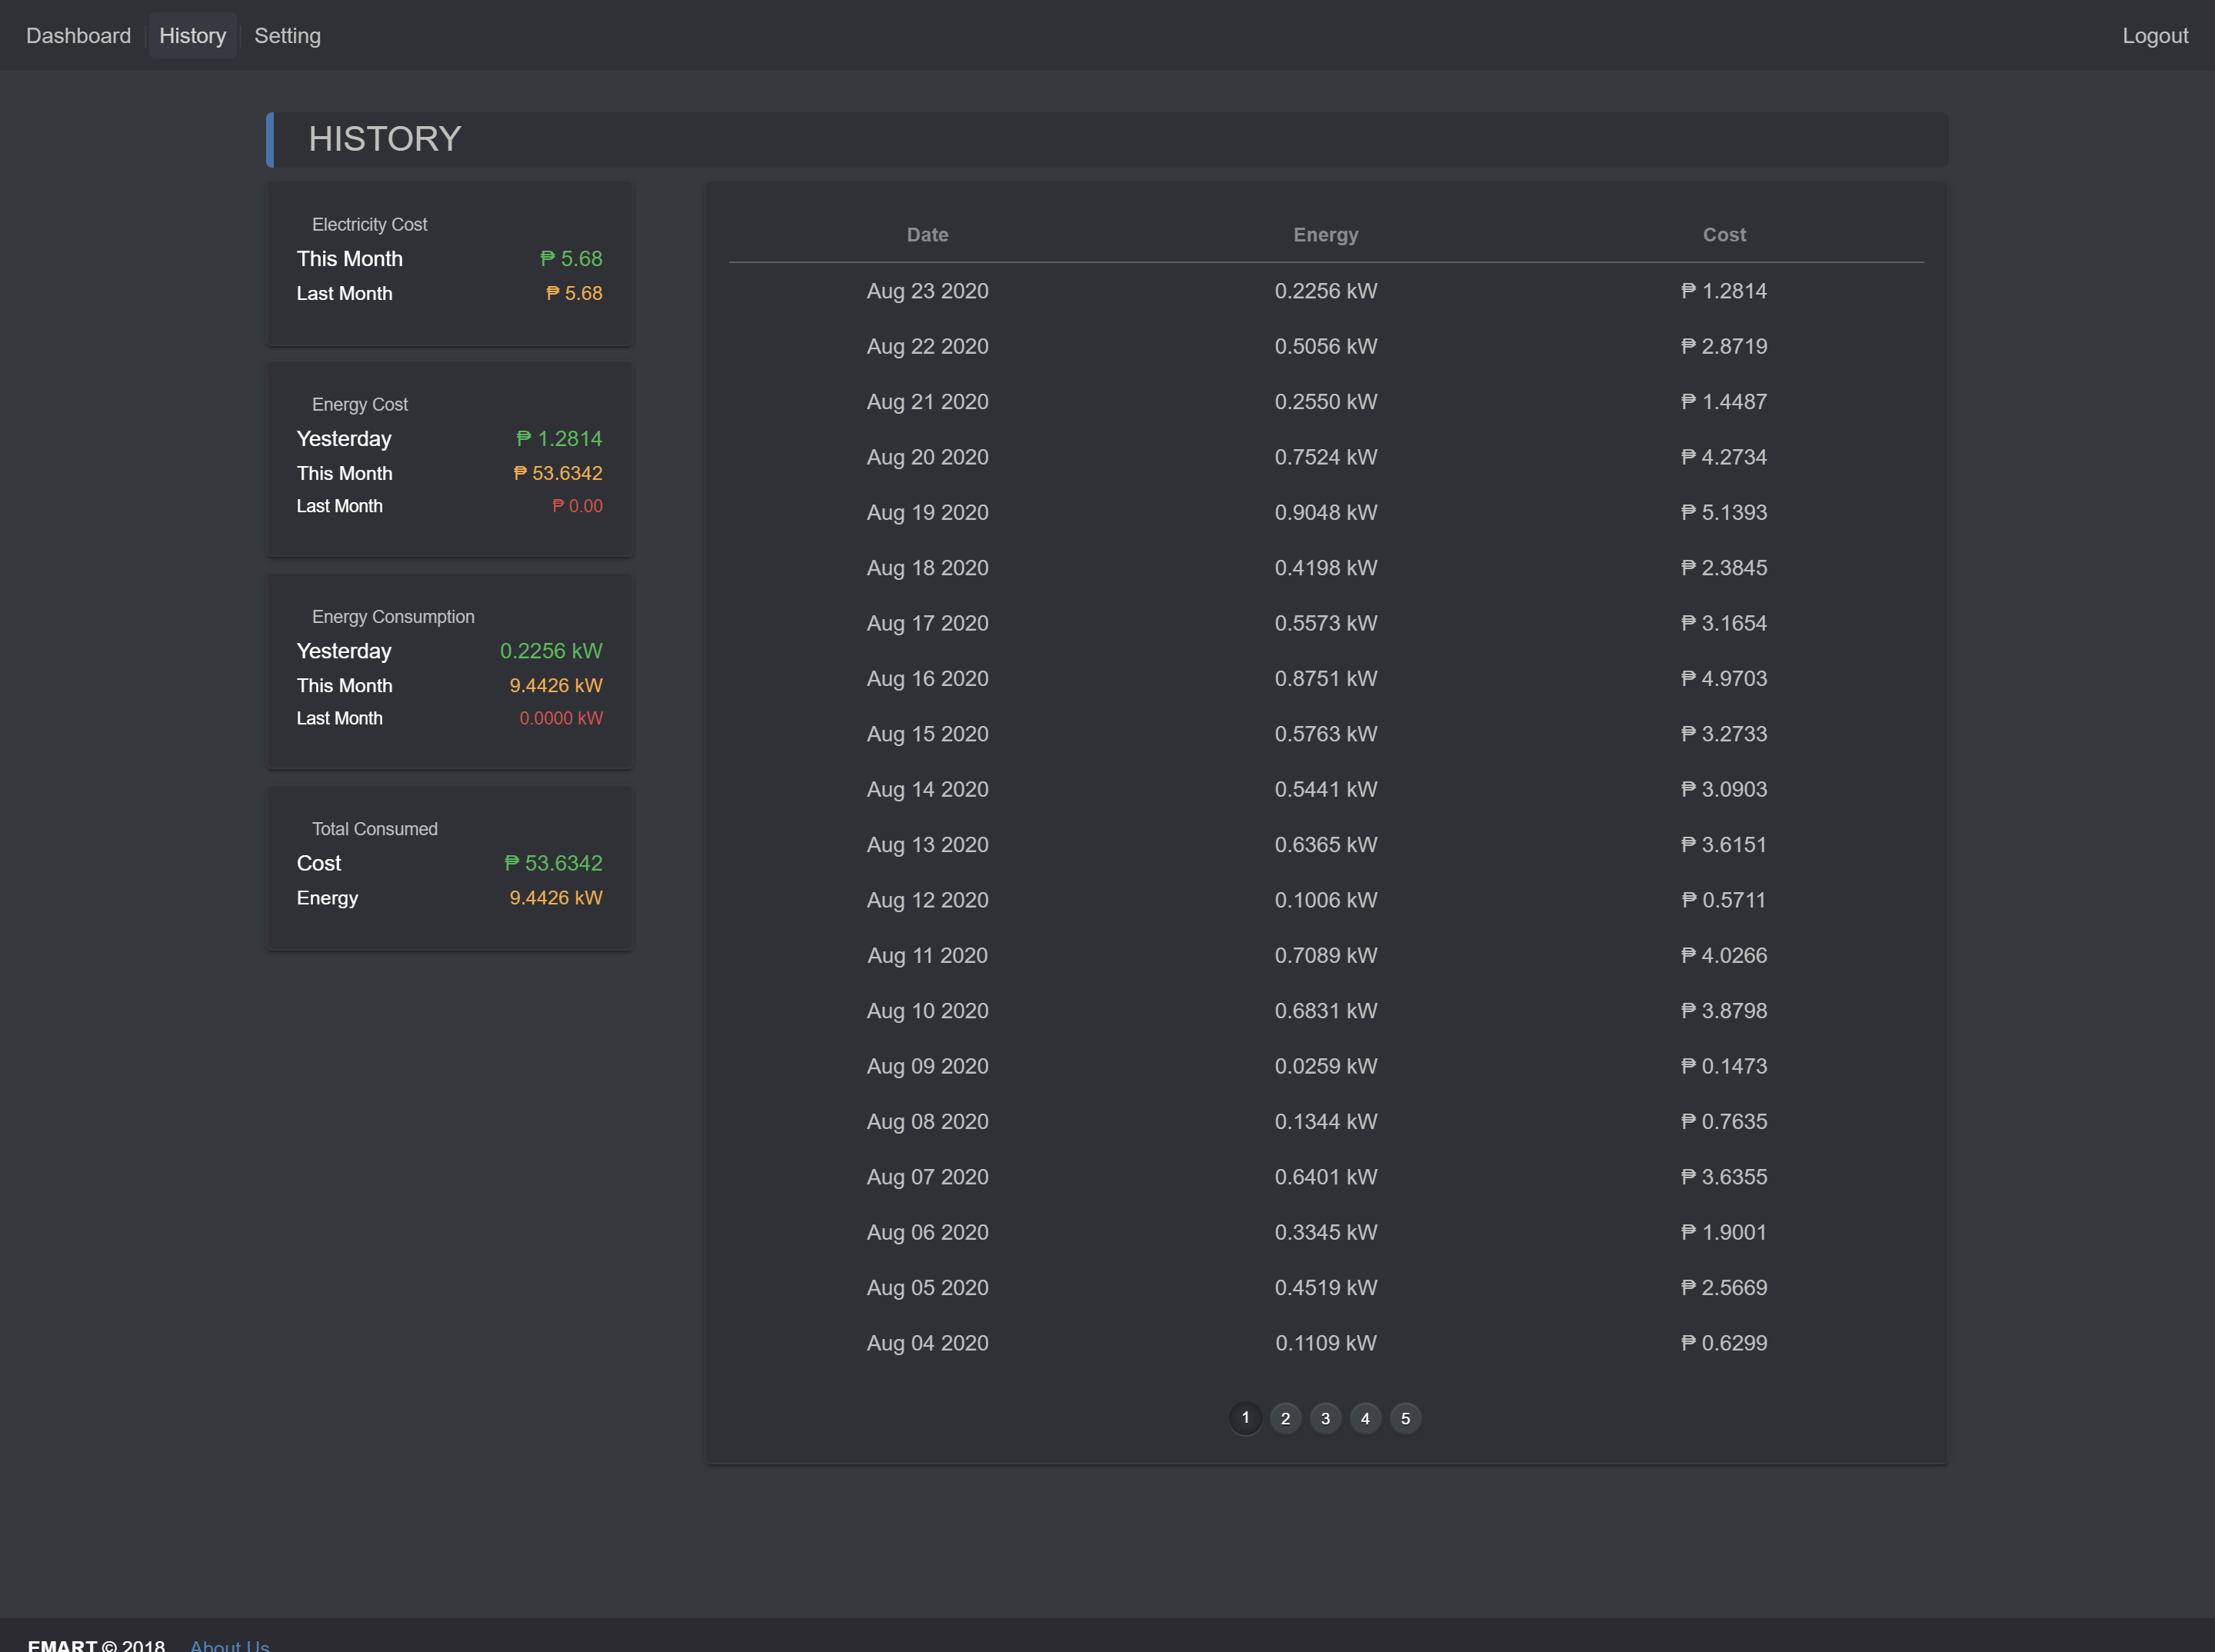 Dashboard History Setting Logout
HISTORY
Electricity Cost
This Month ₱ 5.68
Last Month ₱ 5.68
Energy Cost
Yesterday ₱ 1.2814
This Month ₱ 53.6342
Last Month ₱ 0.00
Energy Consumption
Yesterday 0.2256 kW
This Month 9.4426 kW
Last Month 0.0000 kW
Total Consumed
Cost ₱ 53.6342
Energy 9.4426 kW
Date Energy Cost
Aug 23 2020 0.2256 kW ₱ 1.2814
Aug 22 2020 0.5056 kW ₱ 2.8719
Aug 21 2020 0.2550 kW ₱ 1.4487
Aug 20 2020 0.7524 kW ₱ 4.2734
Aug 19 2020 0.9048 kW ₱ 5.1393
Aug 18 2020 0.4198 kW ₱ 2.3845
Aug 17 2020 0.5573 kW ₱ 3.1654
Aug 16 2020 0.8751 kW ₱ 4.9703
Aug 15 2020 0.5763 kW ₱ 3.2733
Aug 14 2020 0.5441 kW ₱ 3.0903
Aug 13 2020 0.6365 kW ₱ 3.6151
Aug 12 2020 0.1006 kW ₱ 0.5711
Aug 11 2020 0.7089 kW ₱ 4.0266
Aug 10 2020 0.6831 kW ₱ 3.8798
Aug 09 2020 0.0259 kW ₱ 0.1473
Aug 08 2020 0.1344 kW ₱ 0.7635
Aug 07 2020 0.6401 kW ₱ 3.6355
Aug 06 2020 0.3345 kW ₱ 1.9001
Aug 05 2020 0.4519 kW ₱ 2.5669
Aug 04 2020 0.1109 kW ₱ 0.6299
1 2 3 4 5
EMART © 2018 About Us